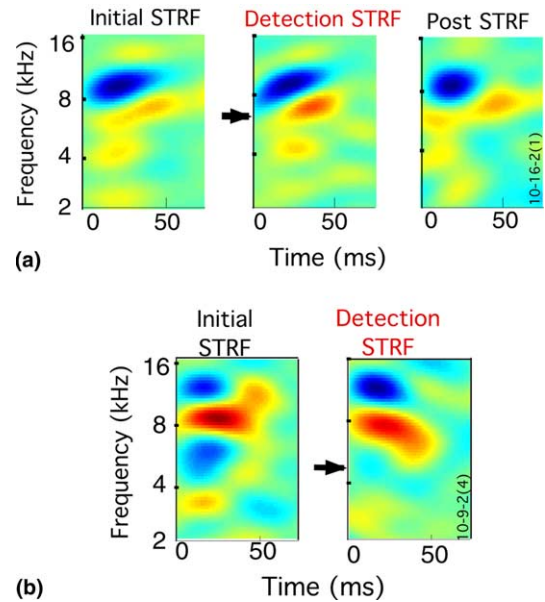 Initial STRF
Detection STRF
Post STRF
Frequency (kHz)
16
8
4
2
0
50
0
50
0
50
10-16-2(1)
Time (ms)
(a)
Initial
STRF
Detection
STRF
Frequency (kHz)
16
8
4
2
0
50
0
50
10-9-2(4)
Time (ms)
(b)